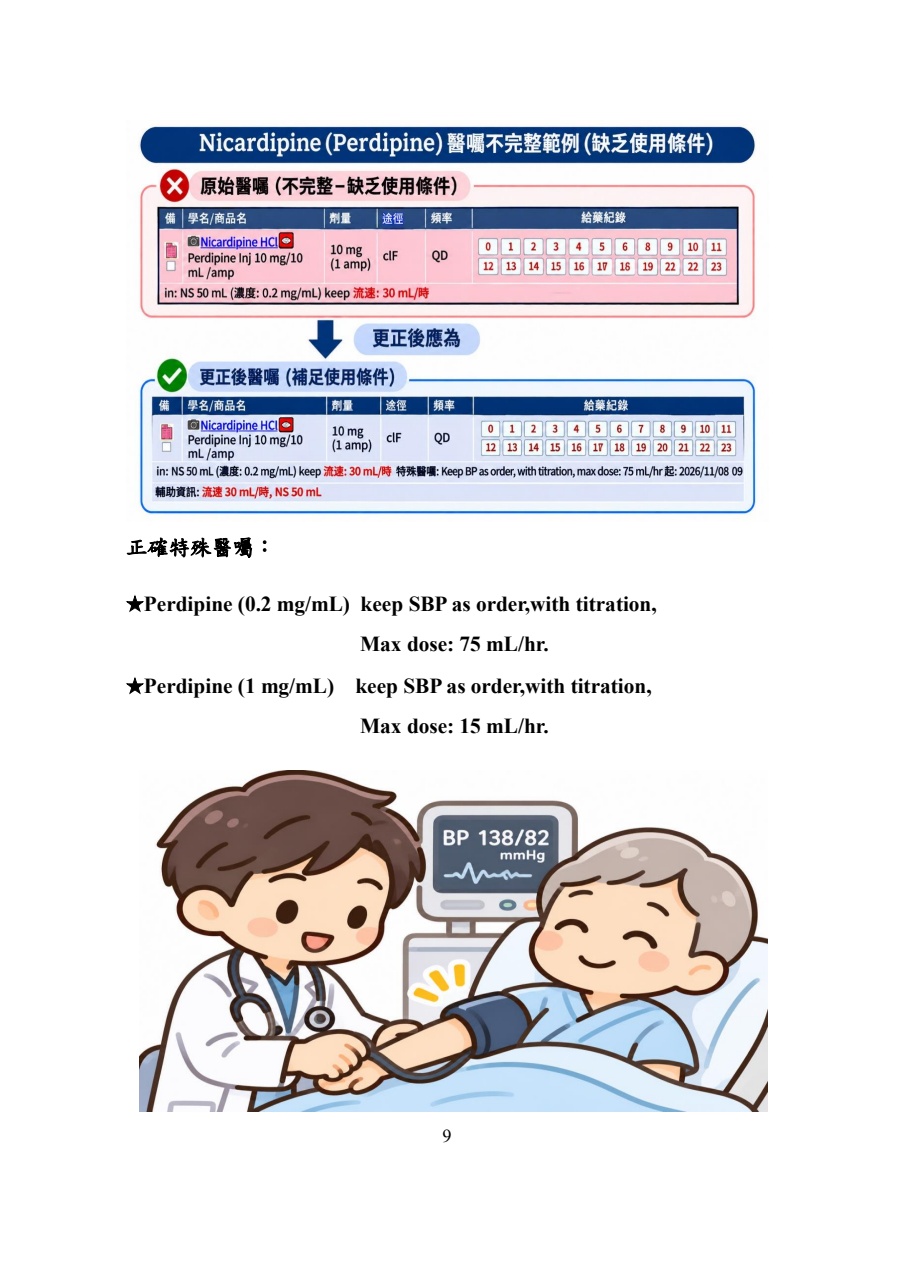 Nicardipine (Perdipine) 醫囑不完整範例 (缺乏使用條件)
原始醫囑 (不完整–缺乏使用條件)
備 學名/商品名 劑量 途徑 頻率 給藥紀錄
Nicardipine HCl
Perdipine Inj 10 mg/10
mL /amp
10 mg
(1 amp)
clF
QD
0 1 2 3 4 5 6 8 9 10 11
12 13 14 15 16 17 16 19 22 22 23
in: NS 50 mL (濃度: 0.2 mg/mL) keep 流速: 30 mL/時
更正後應為
更正後醫囑 (補足使用條件)
備 學名/商品名 劑量 途徑 頻率 給藥紀錄
Nicardipine HCl
Perdipine Inj 10 mg/10
mL /amp
10 mg
(1 amp)
clF
QD
0 1 2 3 4 5 6 7 8 9 10 11
12 13 14 15 16 17 18 19 20 21 22 23
in: NS 50 mL (濃度: 0.2 mg/mL) keep 流速: 30 mL/時 特殊醫囑: Keep BP as order, with titration, max dose: 75 mL/hr 起: 2026/11/08 09
輔助資訊: 流速 30 mL/時, NS 50 mL
正確特殊醫囑：
★Perdipine (0.2 mg/mL) keep SBP as order,with titration,
Max dose: 75 mL/hr.
★Perdipine (1 mg/mL) keep SBP as order,with titration,
Max dose: 15 mL/hr.
BP 138/82
mmHg
9